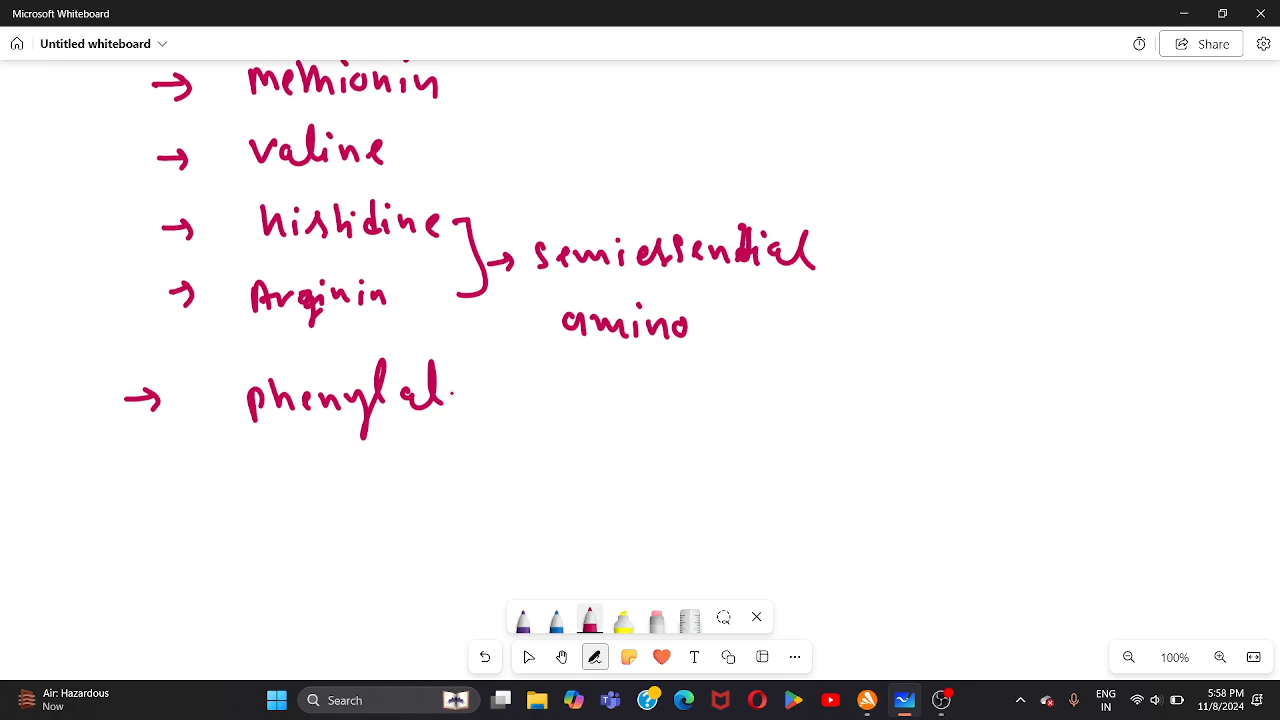 Microsoft Whiteboard
Untitled whiteboard
Share
→ methionin
→ valine
→ histidine
→ semiessential
→ Arginin
amino
→ phenylal
T
100%
Air: Hazardous
Now
Search
ENG
IN
5:58 PM
11/8/2024